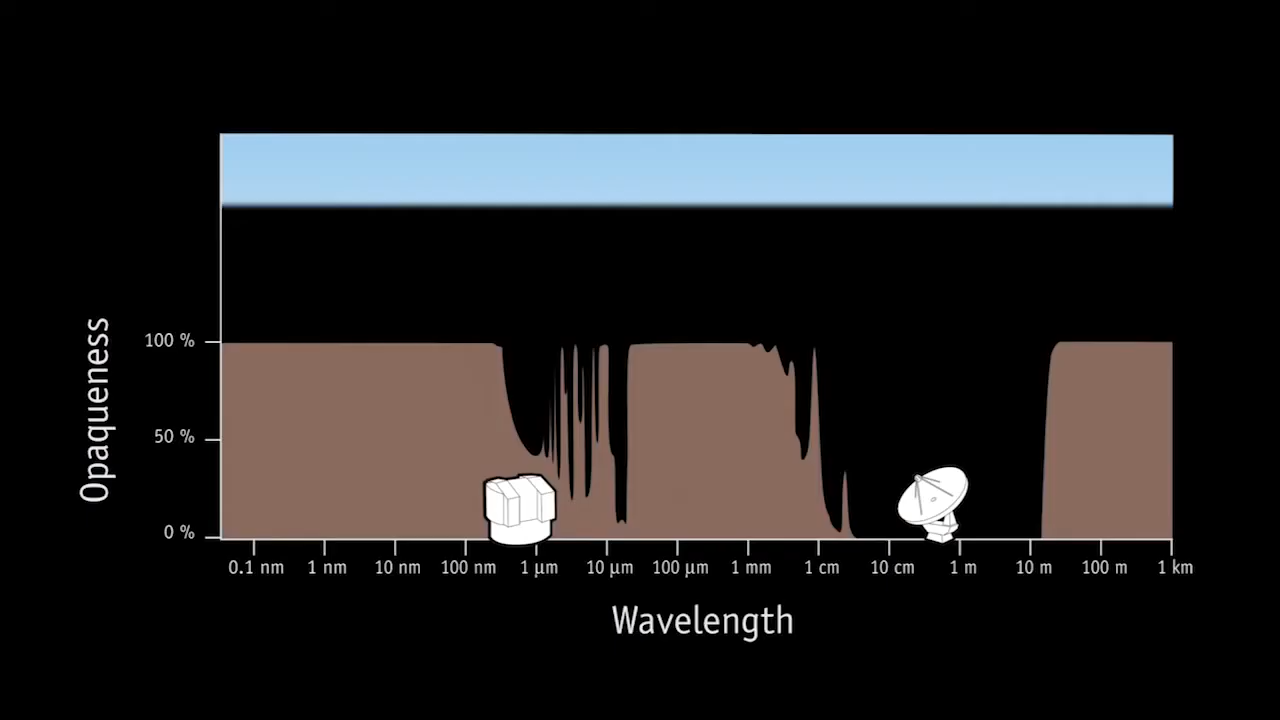 Opaqueness
100 %
50 %
0 %
0.1 nm 1 nm 10 nm 100 nm 1 µm 10 µm 100 µm 1 mm 1 cm 10 cm 1 m 10 m 100 m 1 km
Wavelength